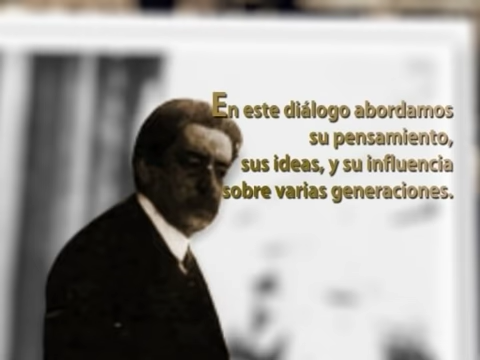 En este diálogo abordamos
su pensamiento,
sus ideas, y su influencia
sobre varias generaciones.